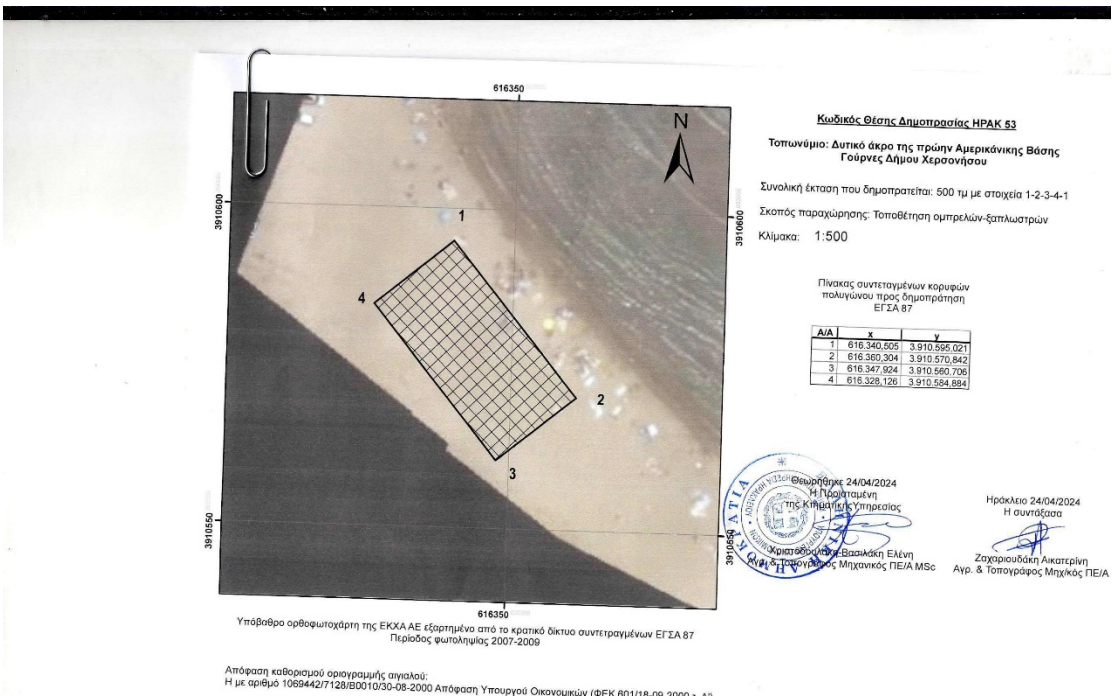 616350
N
3910600
3910600
1
4
2
3
3910550
3910550
616350
Υπόβαθρο ορθοφωτοχάρτη της ΕΚΧΑ ΑΕ εξαρτημένο από το κρατικό δίκτυο συντεταγμένων ΕΓΣΑ 87
Περίοδος φωτοληψίας 2007-2009
Απόφαση καθορισμού οριογραμμής αιγιαλού:
Η με αριθμό 1069442/7128/Β0010/30-08-2000 Απόφαση Υπουργού Οικονομικών (ΦΕΚ 601/18-09-2000 τ. Δ')
Κωδικός Θέσης Δημοπρασίας ΗΡΑΚ 53
Τοπωνύμιο: Δυτικό άκρο της πρώην Αμερικάνικης Βάσης
Γούρνες Δήμου Χερσονήσου
Συνολική έκταση που δημοπρατείται: 500 τμ με στοιχεία 1-2-3-4-1
Σκοπός παραχώρησης: Τοποθέτηση ομπρελών-ξαπλωστρών
Κλίμακα: 1:500
Πίνακας συντεταγμένων κορυφών
πολυγώνου προς δημοπράτηση
ΕΓΣΑ 87
Α/Α x y
1 616.340,505 3.910.595,021
2 616.360,304 3.910.570,842
3 616.347,924 3.910.560,706
4 616.328,126 3.910.584,884
Θεωρήθηκε 24/04/2024
Η Προϊσταμένη
της Κτηματικής Υπηρεσίας
Χριστοδουλάκη-Βασιλάκη Ελένη
Αγρ. & Τοπογράφος Μηχανικός ΠΕ/Α MSc
Ηράκλειο 24/04/2024
Η συντάξασα
Ζαχαριουδάκη Αικατερίνη
Αγρ. & Τοπογράφος Μηχ/κός ΠΕ/Α